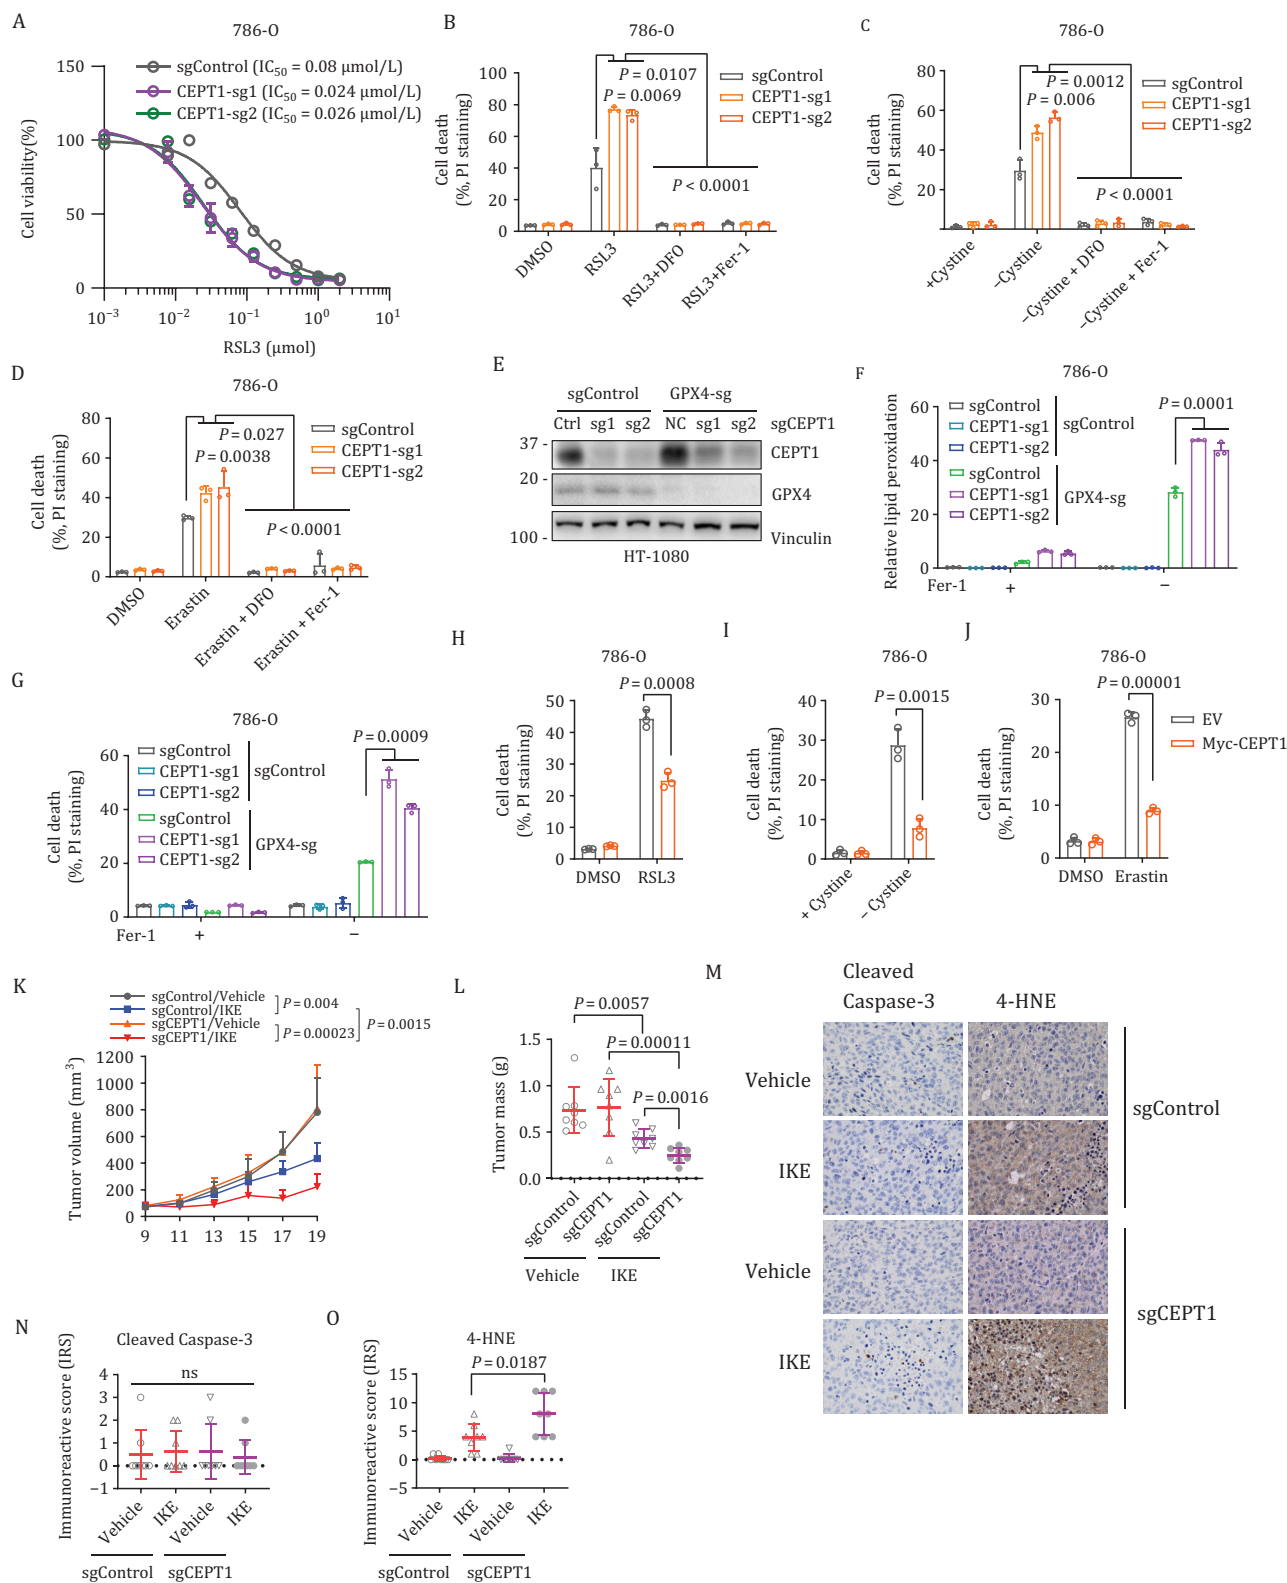 A
786-O
sgControl (IC50 = 0.08 μmol/L)
CEPT1-sg1 (IC50 = 0.024 μmol/L)
CEPT1-sg2 (IC50 = 0.026 μmol/L)
Cell viability(%)
150
100
50
0
10−3
10−2
10−1
100
RSL3 (μmol)
B
786-O
P = 0.0107
P = 0.0069
P < 0.0001
sgControl
CEPT1-sg1
CEPT1-sg2
Cell death
(%, PI staining)
100
80
60
40
20
0
DMSO
RSL3
RSL3+DFO
RSL3+Fer-1
C
786-O
P = 0.0012
P = 0.006
P < 0.0001
sgControl
CEPT1-sg1
CEPT1-sg2
Cell death
(%, PI staining)
80
60
40
20
0
+Cystine
−Cystine
−Cystine + DFO
−Cystine + Fer-1
D
786-O
P = 0.027
P = 0.0038
P < 0.0001
sgControl
CEPT1-sg1
CEPT1-sg2
Cell death
(%, PI staining)
80
60
40
20
0
DMSO
Erastin
Erastin + DFO
Erastin + Fer-1
E
sgControl GPX4-sg
Ctrl sg1 sg2 NC sg1 sg2 sgCEPT1
37 - CEPT1
20 - GPX4
100 - Vinculin
HT-1080
F
786-O
sgControl
CEPT1-sg1
CEPT1-sg2
sgControl
sgControl
CEPT1-sg1
CEPT1-sg2
GPX4-sg
P = 0.0001
Relative lipid peroxidation
60
40
20
0
Fer-1 + −
G
786-O
sgControl
CEPT1-sg1
CEPT1-sg2
sgControl
sgControl
CEPT1-sg1
CEPT1-sg2
GPX4-sg
P = 0.0009
Cell death
(%, PI staining)
60
40
20
0
Fer-1 + −
H
786-O
P = 0.0008
Cell death
(%, PI staining)
50
40
30
20
10
0
DMSO RSL3
I
786-O
P = 0.0015
Cell death
(%, PI staining)
40
30
20
10
0
+ Cystine
− Cystine
J
786-O
P = 0.00001
EV
Myc-CEPT1
Cell death
(%, PI staining)
30
20
10
0
DMSO Erastin
K
sgControl/Vehicle
sgControl/IKE
sgCEPT1/Vehicle
sgCEPT1/IKE
P = 0.004
P = 0.00023
P = 0.0015
Tumor volume (mm3)
1200
1000
800
600
400
200
0
9 11 13 15 17 19
L
P = 0.0057
P = 0.00011
P = 0.0016
Tumor mass (g)
1.5
1.0
0.5
0.0
sgControl
sgCEPT1
sgControl
sgCEPT1
Vehicle IKE
M
Cleaved
Caspase-3 4-HNE
Vehicle
IKE
sgControl
Vehicle
IKE
sgCEPT1
N
Cleaved Caspase-3
ns
Immunoreactive score (IRS)
4
3
2
1
0
−1
Vehicle
IKE
Vehicle
IKE
sgControl sgCEPT1
O
4-HNE
P = 0.0187
Immunoreactive score (IRS)
15
10
5
0
−5
Vehicle
IKE
Vehicle
IKE
sgControl sgCEPT1